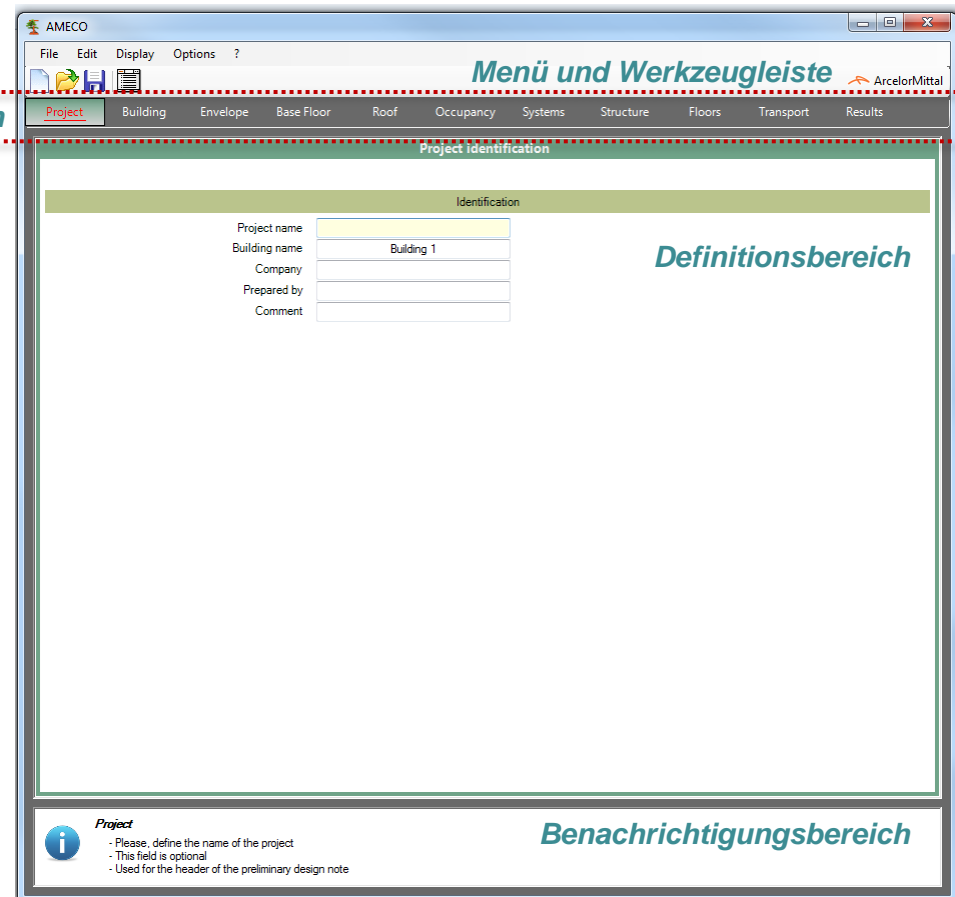 AMECO
File Edit Display Options ?
Menü und Werkzeugleiste
ArcelorMittal
n
Project Building Envelope Base Floor Roof Occupancy Systems Structure Floors Transport Results
Project identification
Identification
Project name
Building name Building 1
Definitionsbereich
Company
Prepared by
Comment
Project
- Please, define the name of the project
- This field is optional
- Used for the header of the preliminary design note
Benachrichtigungsbereich